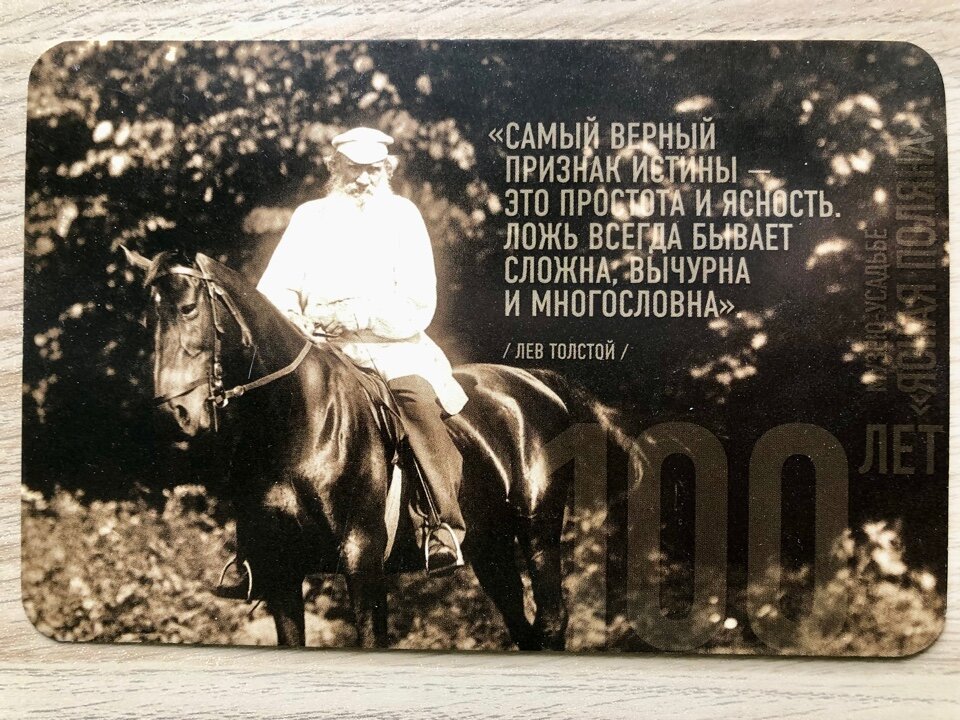 «САМЫЙ ВЕРНЫЙ
ПРИЗНАК ИСТИНЫ —
ЭТО ПРОСТОТА И ЯСНОСТЬ.
ЛОЖЬ ВСЕГДА БЫВАЕТ
СЛОЖНА, ВЫЧУРНА
И МНОГОСЛОВНА»
/ ЛЕВ ТОЛСТОЙ /
100
ЛЕТ
МУЗЕЮ-УСАДЬБЕ
«ЯСНАЯ ПОЛЯНА»